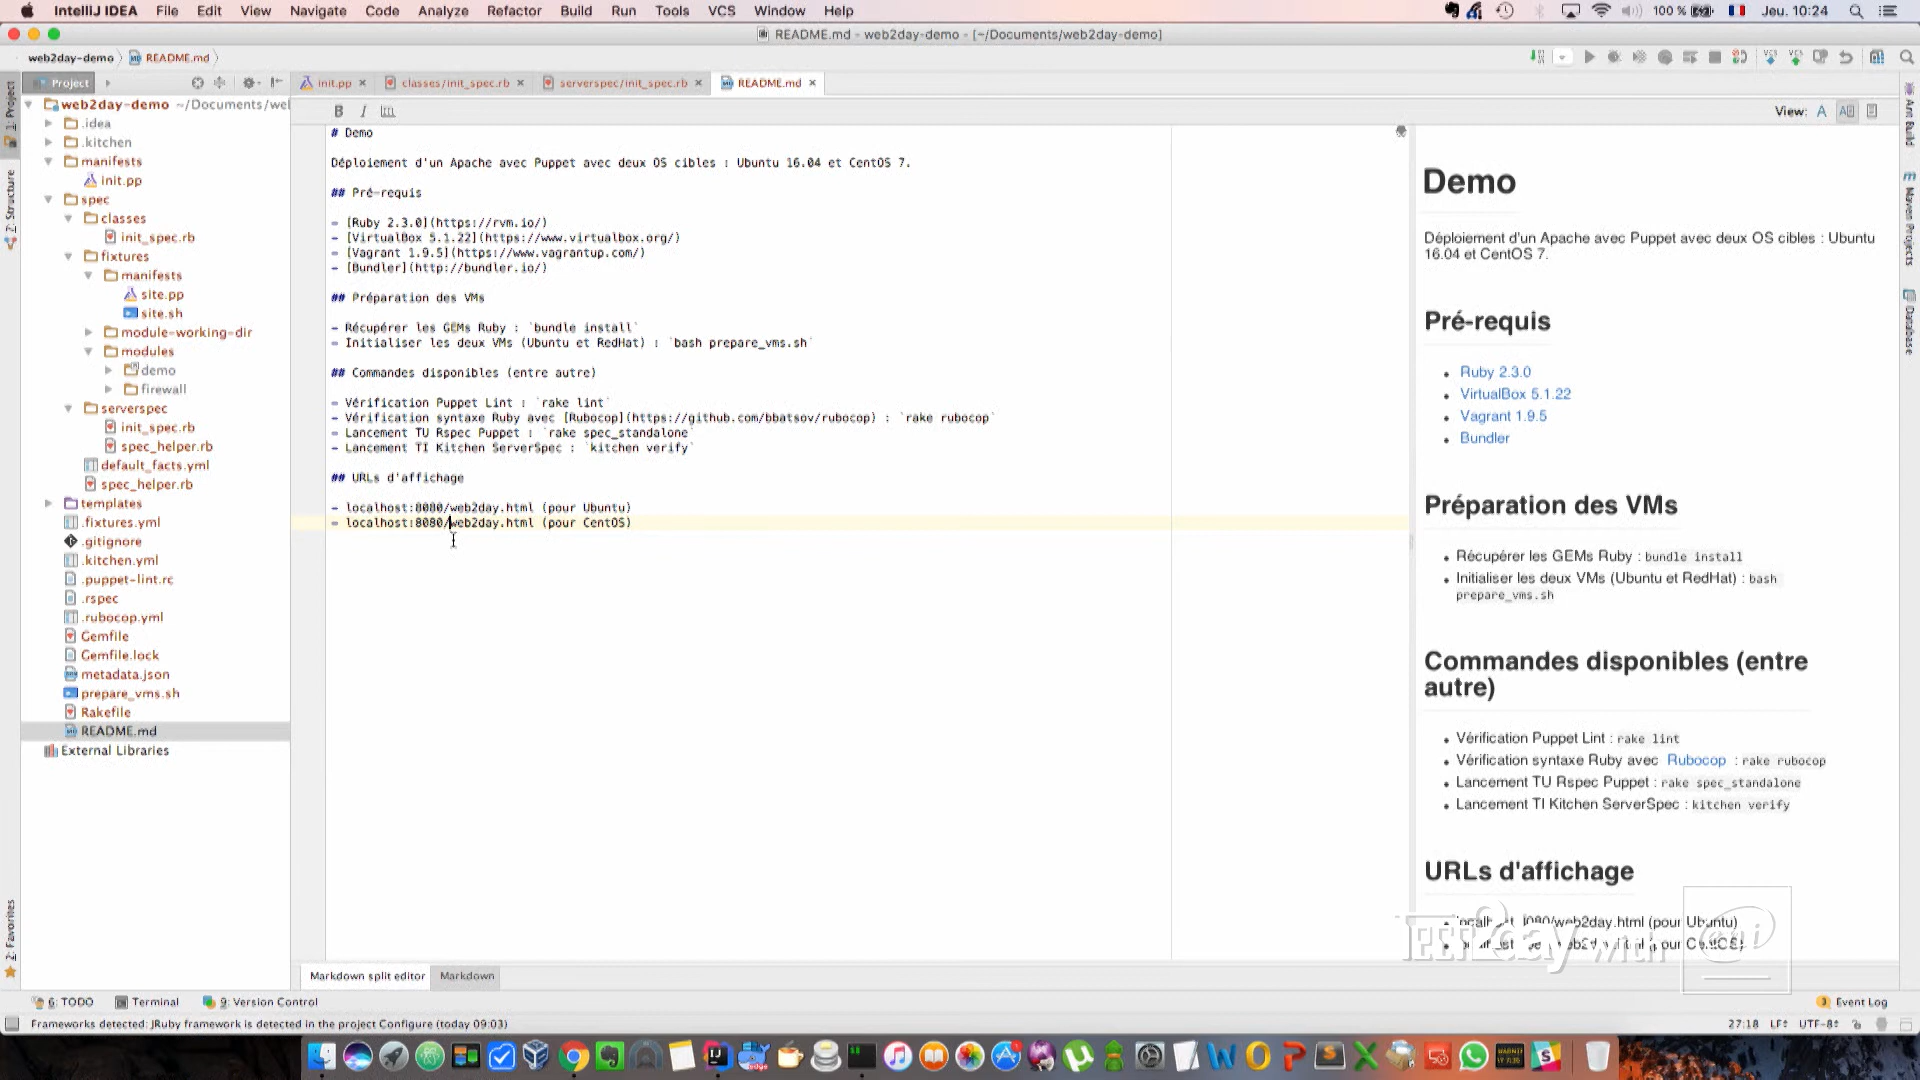 IntelliJ IDEA File Edit View Navigate Code Analyze Refactor Build Run Tools VCS Window Help
100 % Jeu. 10:24
README.md - web2day-demo - [~/Documents/web2day-demo]
web2day-demo README.md
Project
init.pp classes/init_spec.rb serverspec/init_spec.rb README.md
web2day-demo ~/Documents/wel
.idea
.kitchen
manifests
init.pp
spec
classes
init_spec.rb
fixtures
manifests
site.pp
site.sh
module-working-dir
modules
demo
firewall
serverspec
init_spec.rb
spec_helper.rb
default_facts.yml
spec_helper.rb
templates
.fixtures.yml
.gitignore
.kitchen.yml
.puppet-lint.rc
.rspec
.rubocop.yml
Gemfile
Gemfile.lock
metadata.json
prepare_vms.sh
Rakefile
README.md
External Libraries
1: Project
7: Structure
2: Favorites
B I
View: A
# Demo
Déploiement d'un Apache avec Puppet avec deux OS cibles : Ubuntu 16.04 et CentOS 7.
## Pré-requis
- [Ruby 2.3.0](https://rvm.io/)
- [VirtualBox 5.1.22](https://www.virtualbox.org/)
- [Vagrant 1.9.5](https://www.vagrantup.com/)
- [Bundler](http://bundler.io/)
## Préparation des VMs
- Récupérer les GEMs Ruby : `bundle install`
- Initialiser les deux VMs (Ubuntu et RedHat) : `bash prepare_vms.sh`
## Commandes disponibles (entre autre)
- Vérification Puppet Lint : `rake lint`
- Vérification syntaxe Ruby avec [Rubocop](https://github.com/bbatsov/rubocop) : `rake rubocop`
- Lancement TU Rspec Puppet : `rake spec_standalone`
- Lancement TI Kitchen ServerSpec : `kitchen verify`
## URLs d'affichage
- localhost:8080/web2day.html (pour Ubuntu)
- localhost:8080/web2day.html (pour CentOS)
Demo
Déploiement d'un Apache avec Puppet avec deux OS cibles : Ubuntu
16.04 et CentOS 7.
Pré-requis
Ruby 2.3.0
VirtualBox 5.1.22
Vagrant 1.9.5
Bundler
Préparation des VMs
Récupérer les GEMs Ruby : bundle install
Initialiser les deux VMs (Ubuntu et RedHat) : bash
prepare_vms.sh
Commandes disponibles (entre
autre)
Vérification Puppet Lint : rake lint
Vérification syntaxe Ruby avec Rubocop : rake rubocop
Lancement TU Rspec Puppet : rake spec_standalone
Lancement TI Kitchen ServerSpec : kitchen verify
URLs d'affichage
/web2day.html (pour Ubuntu)
Ant Build
Maven Projects
Database
Markdown split editor Markdown
6: TODO Terminal 9: Version Control
Event Log
Frameworks detected: JRuby framework is detected in the project Configure (today 09:03)
27:18 LF UTF-8